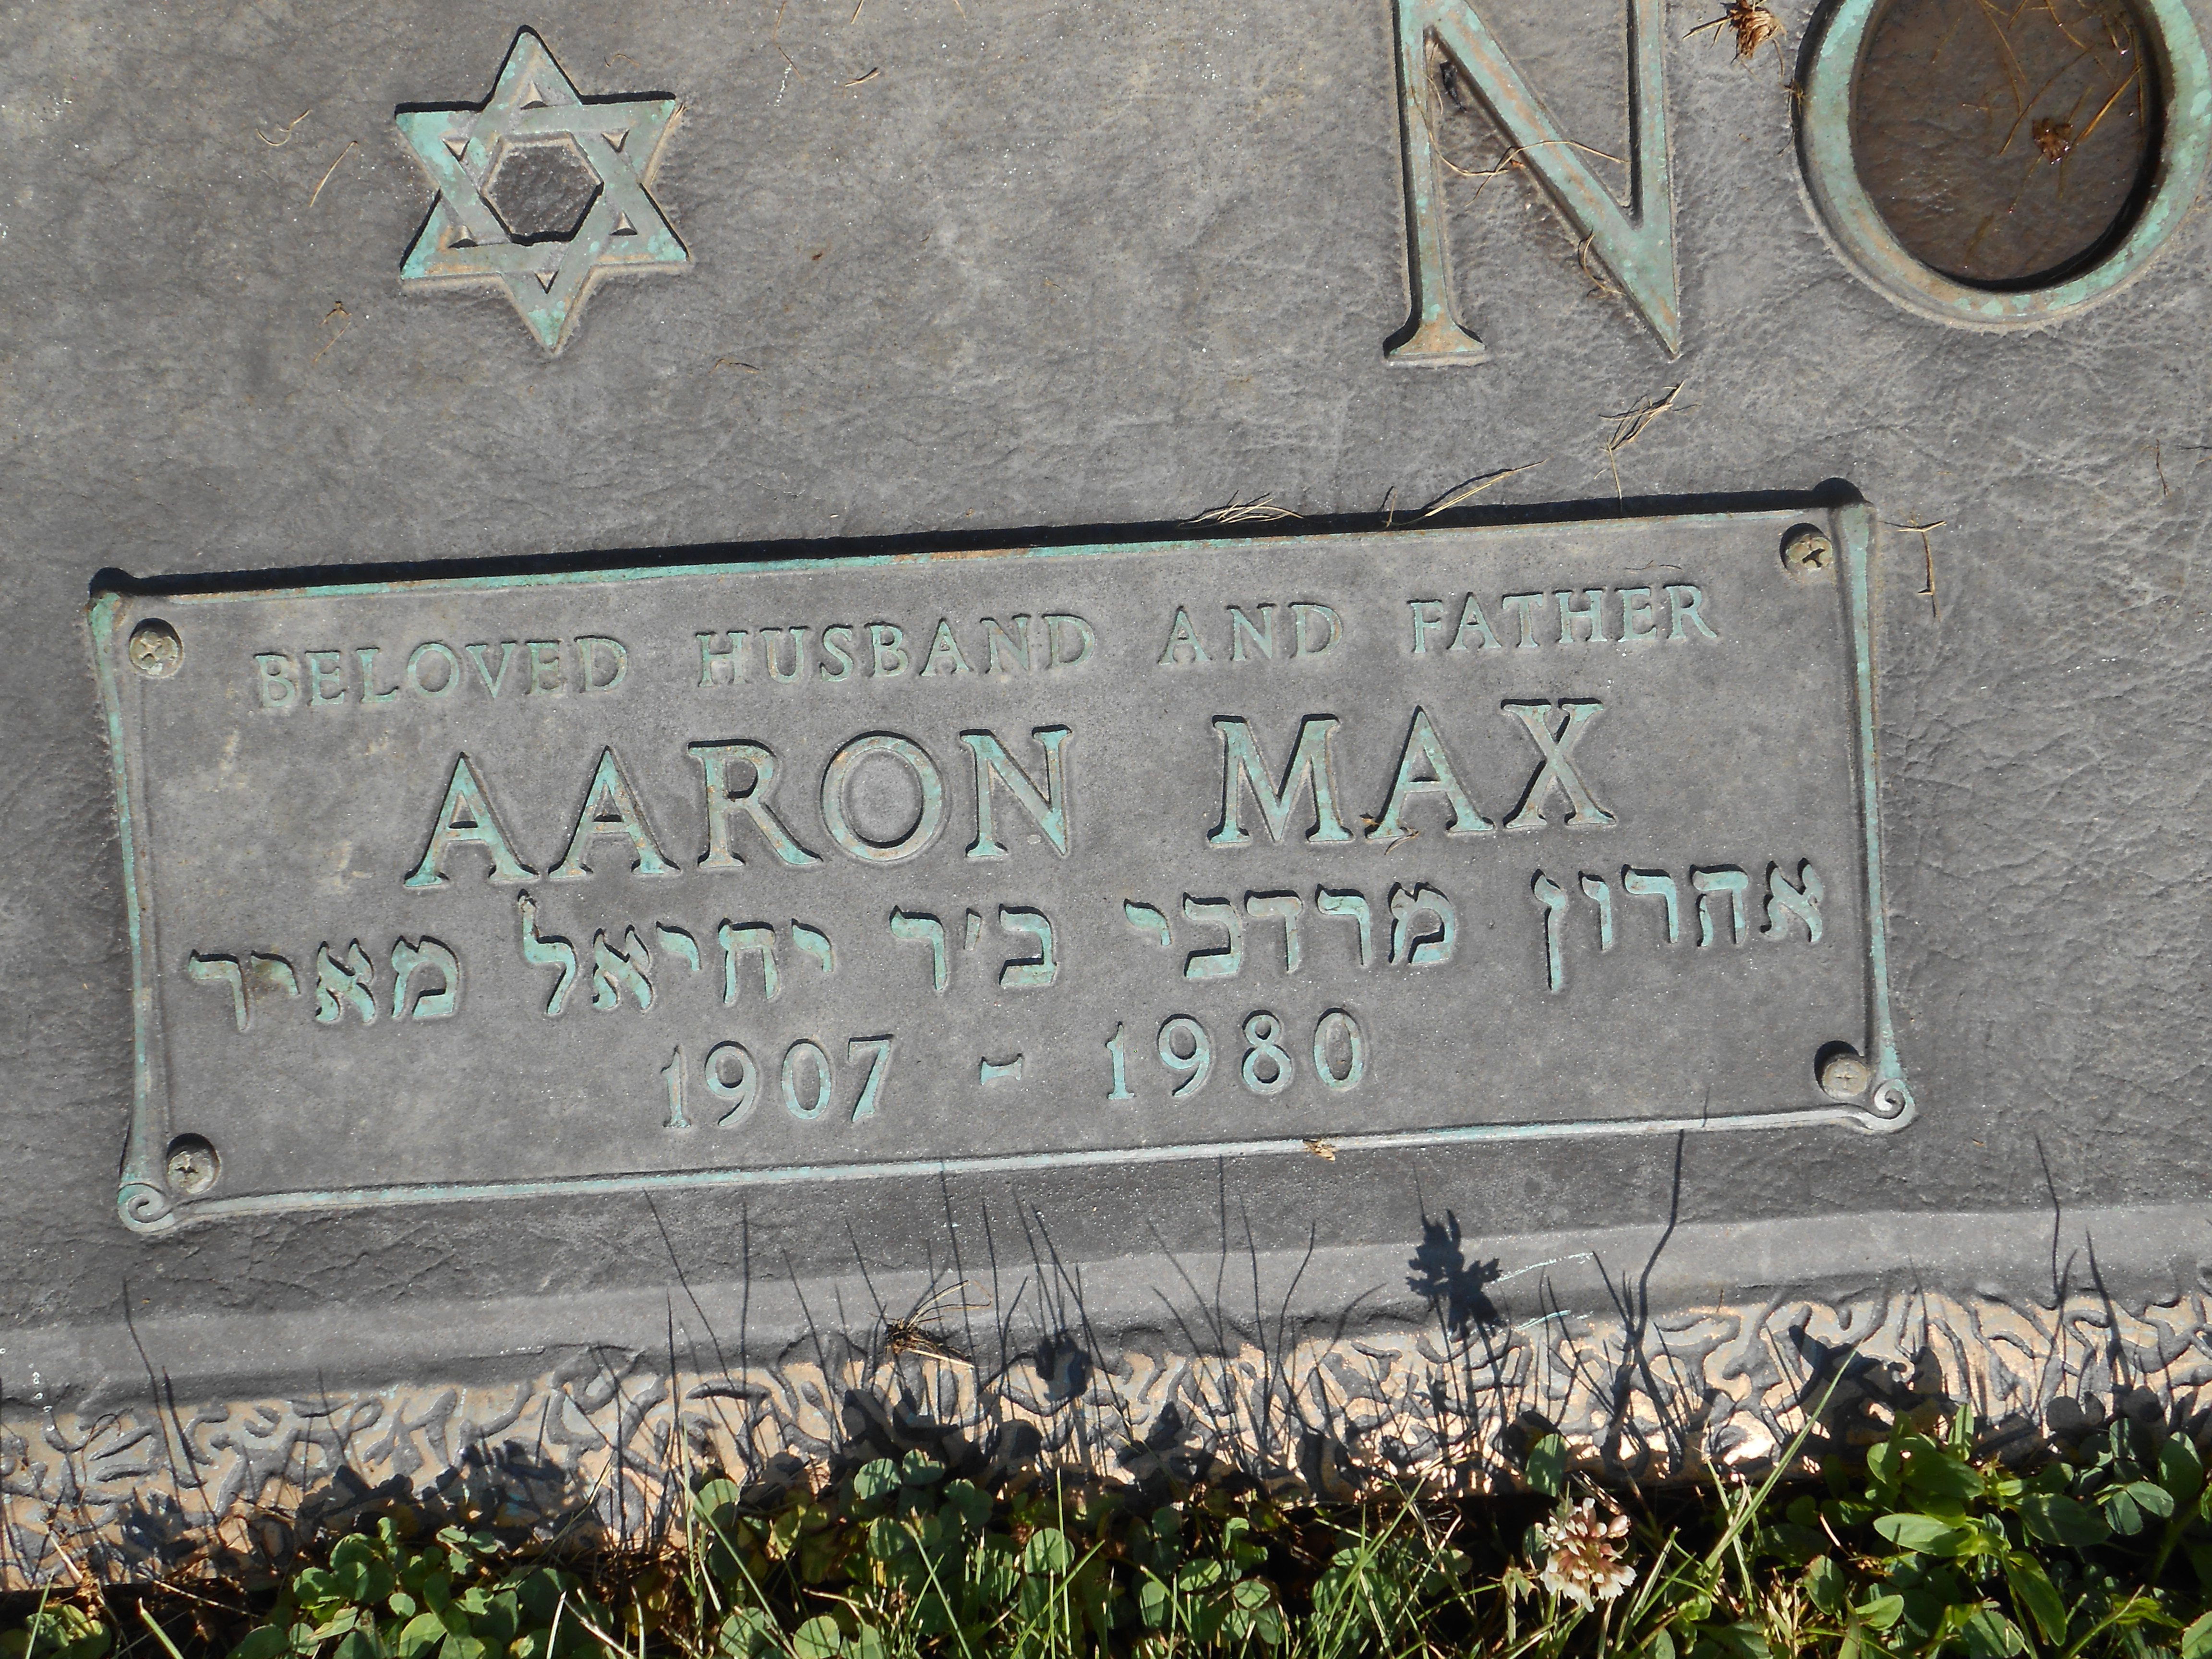 NO
BELOVED HUSBAND AND FATHER
AARON MAX
אהרון מרדכי ב׳ר יחיאל מאיר
1907 - 1980